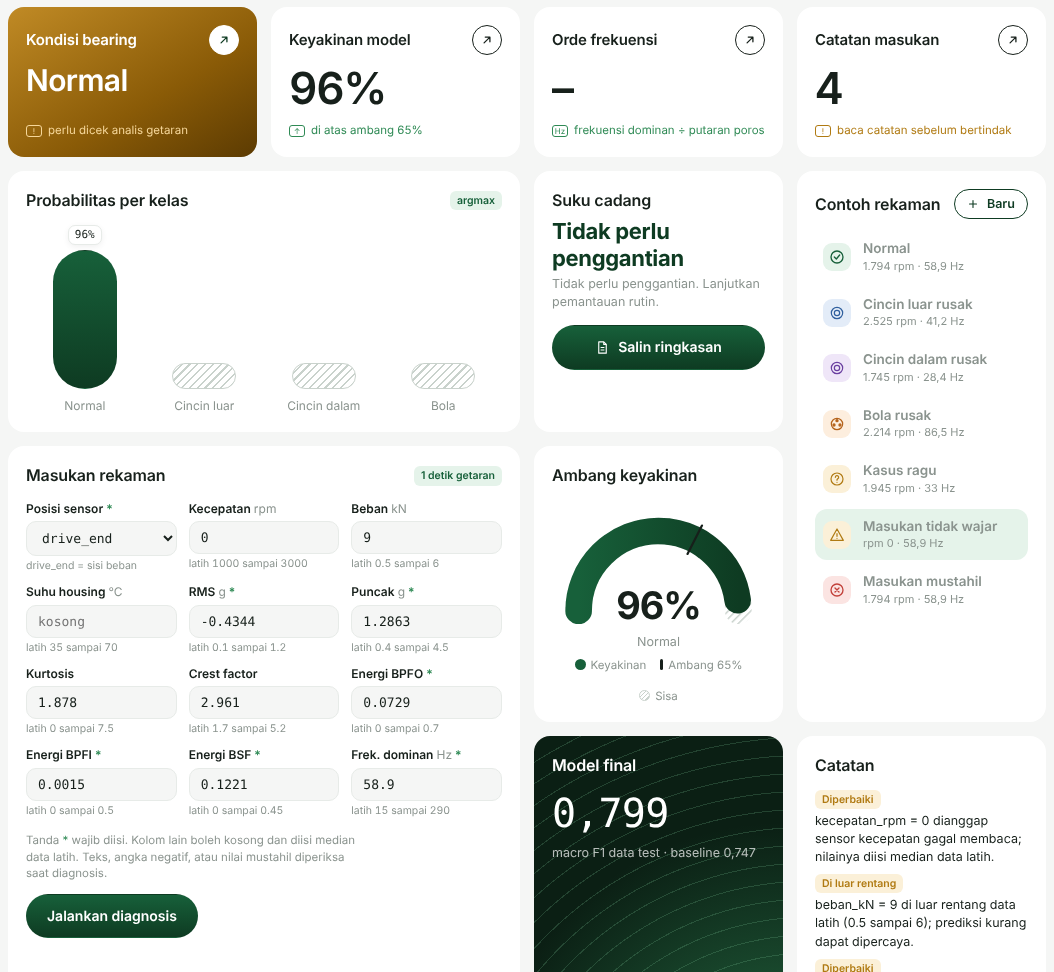 Kondisi bearing
Normal
! perlu dicek analis getaran
Keyakinan model
96%
di atas ambang 65%
Orde frekuensi
–
Hz frekuensi dominan ÷ putaran poros
Catatan masukan
4
! baca catatan sebelum bertindak
Probabilitas per kelas
argmax
96%
Normal
Cincin luar
Cincin dalam
Bola
Suku cadang
Tidak perlu
penggantian
Tidak perlu penggantian. Lanjutkan
pemantauan rutin.
Salin ringkasan
Contoh rekaman
+ Baru
Normal
1.794 rpm · 58,9 Hz
Cincin luar rusak
2.525 rpm · 41,2 Hz
Cincin dalam rusak
1.745 rpm · 28,4 Hz
Bola rusak
2.214 rpm · 86,5 Hz
Kasus ragu
1.945 rpm · 33 Hz
Masukan tidak wajar
rpm 0 · 58,9 Hz
Masukan mustahil
1.794 rpm · 58,9 Hz
Masukan rekaman
1 detik getaran
Posisi sensor *
drive_end
drive_end = sisi beban
Kecepatan rpm
0
latih 1000 sampai 3000
Beban kN
9
latih 0.5 sampai 6
Suhu housing °C
kosong
latih 35 sampai 70
RMS g *
-0.4344
latih 0.1 sampai 1.2
Puncak g *
1.2863
latih 0.4 sampai 4.5
Kurtosis
1.878
latih 0 sampai 7.5
Crest factor
2.961
latih 1.7 sampai 5.2
Energi BPFO *
0.0729
latih 0 sampai 0.7
Energi BPFI *
0.0015
latih 0 sampai 0.5
Energi BSF *
0.1221
latih 0 sampai 0.45
Frek. dominan Hz *
58.9
latih 15 sampai 290
Tanda * wajib diisi. Kolom lain boleh kosong dan diisi median
data latih. Teks, angka negatif, atau nilai mustahil diperiksa
saat diagnosis.
Jalankan diagnosis
Ambang keyakinan
96%
Normal
Keyakinan
Ambang 65%
Sisa
Model final
0,799
macro F1 data test · baseline 0,747
Catatan
Diperbaiki
kecepatan_rpm = 0 dianggap
sensor kecepatan gagal membaca;
nilainya diisi median data latih.
Di luar rentang
beban_kN = 9 di luar rentang data
latih (0.5 sampai 6); prediksi kurang
dapat dipercaya.
Diperbaiki